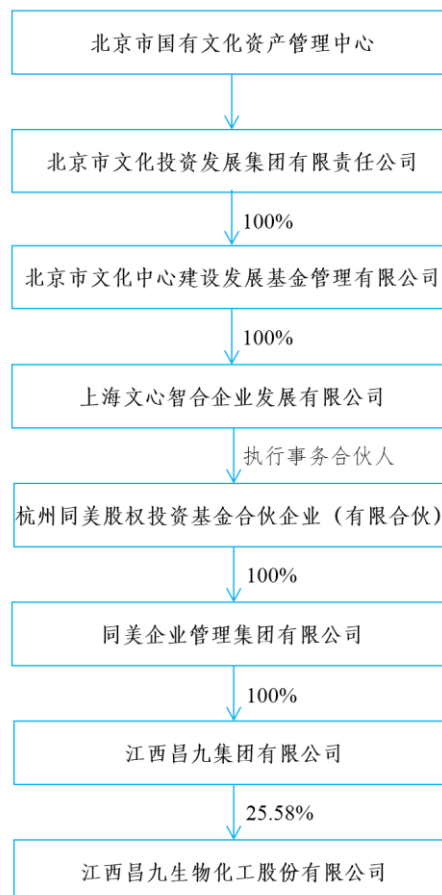 北京市国有文化资产管理中心
北京市文化投资发展集团有限责任公司
100%
北京市文化中心建设发展基金管理有限公司
100%
上海文心智合企业发展有限公司
执行事务合伙人
杭州同美股权投资基金合伙企业（有限合伙）
100%
同美企业管理集团有限公司
100%
江西昌九集团有限公司
25.58%
江西昌九生物化工股份有限公司